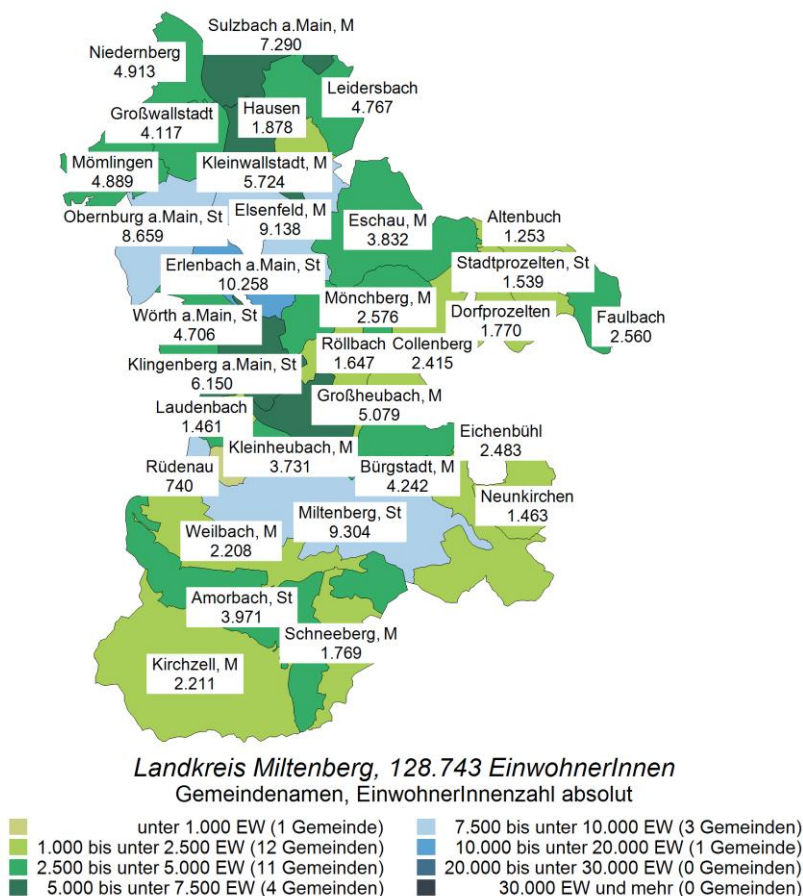 Sulzbach a.Main, M
7.290
Niedernberg
4.913
Leidersbach
4.767
Großwallstadt
4.117
Hausen
1.878
Mömlingen
4.889
Kleinwallstadt, M
5.724
Obernburg a.Main, St
8.659
Elsenfeld, M
9.138
Eschau, M
3.832
Altenbuch
1.253
Erlenbach a.Main, St
10.258
Stadtprozelten, St
1.539
Mönchberg, M
2.576
Dorfprozelten
1.770
Faulbach
2.560
Wörth a.Main, St
4.706
Röllbach
1.647
Collenberg
2.415
Klingenberg a.Main, St
6.150
Großheubach, M
5.079
Laudenbach
1.461
Eichenbühl
2.483
Kleinheubach, M
3.731
Rüdenau
740
Bürgstadt, M
4.242
Neunkirchen
1.463
Miltenberg, St
9.304
Weilbach, M
2.208
Amorbach, St
3.971
Schneeberg, M
1.769
Kirchzell, M
2.211
Landkreis Miltenberg, 128.743 EinwohnerInnen
Gemeindenamen, EinwohnerInnenzahl absolut
unter 1.000 EW (1 Gemeinde)
1.000 bis unter 2.500 EW (12 Gemeinden)
2.500 bis unter 5.000 EW (11 Gemeinden)
5.000 bis unter 7.500 EW (4 Gemeinden)
7.500 bis unter 10.000 EW (3 Gemeinden)
10.000 bis unter 20.000 EW (1 Gemeinde)
20.000 bis unter 30.000 EW (0 Gemeinden)
30.000 EW und mehr (0 Gemeinden)